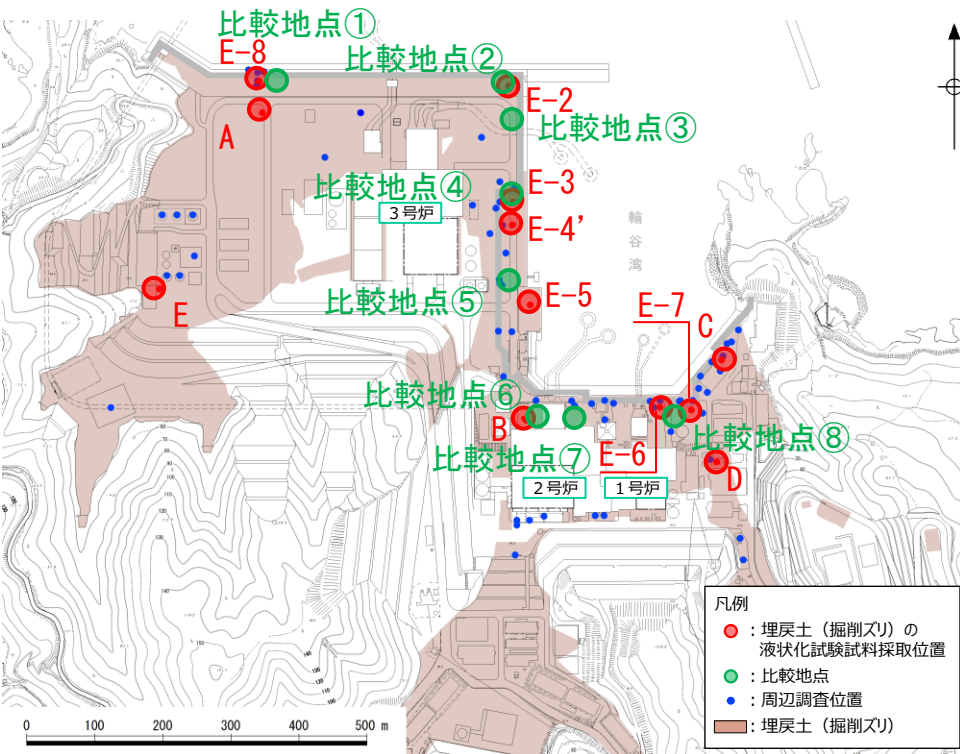 比較地点①
E-8
比較地点②
E-2
A
比較地点③
比較地点④
E-3
3号炉
E-4’
輪谷湾
比較地点⑤
E-5
E
E-7
C
比較地点⑥
B
比較地点⑦
E-6
比較地点⑧
D
2号炉
1号炉
凡例
：埋戻土（掘削ズリ）の
液状化試験試料採取位置
：比較地点
：周辺調査位置
：埋戻土（掘削ズリ）
0 100 200 300 400 500 m